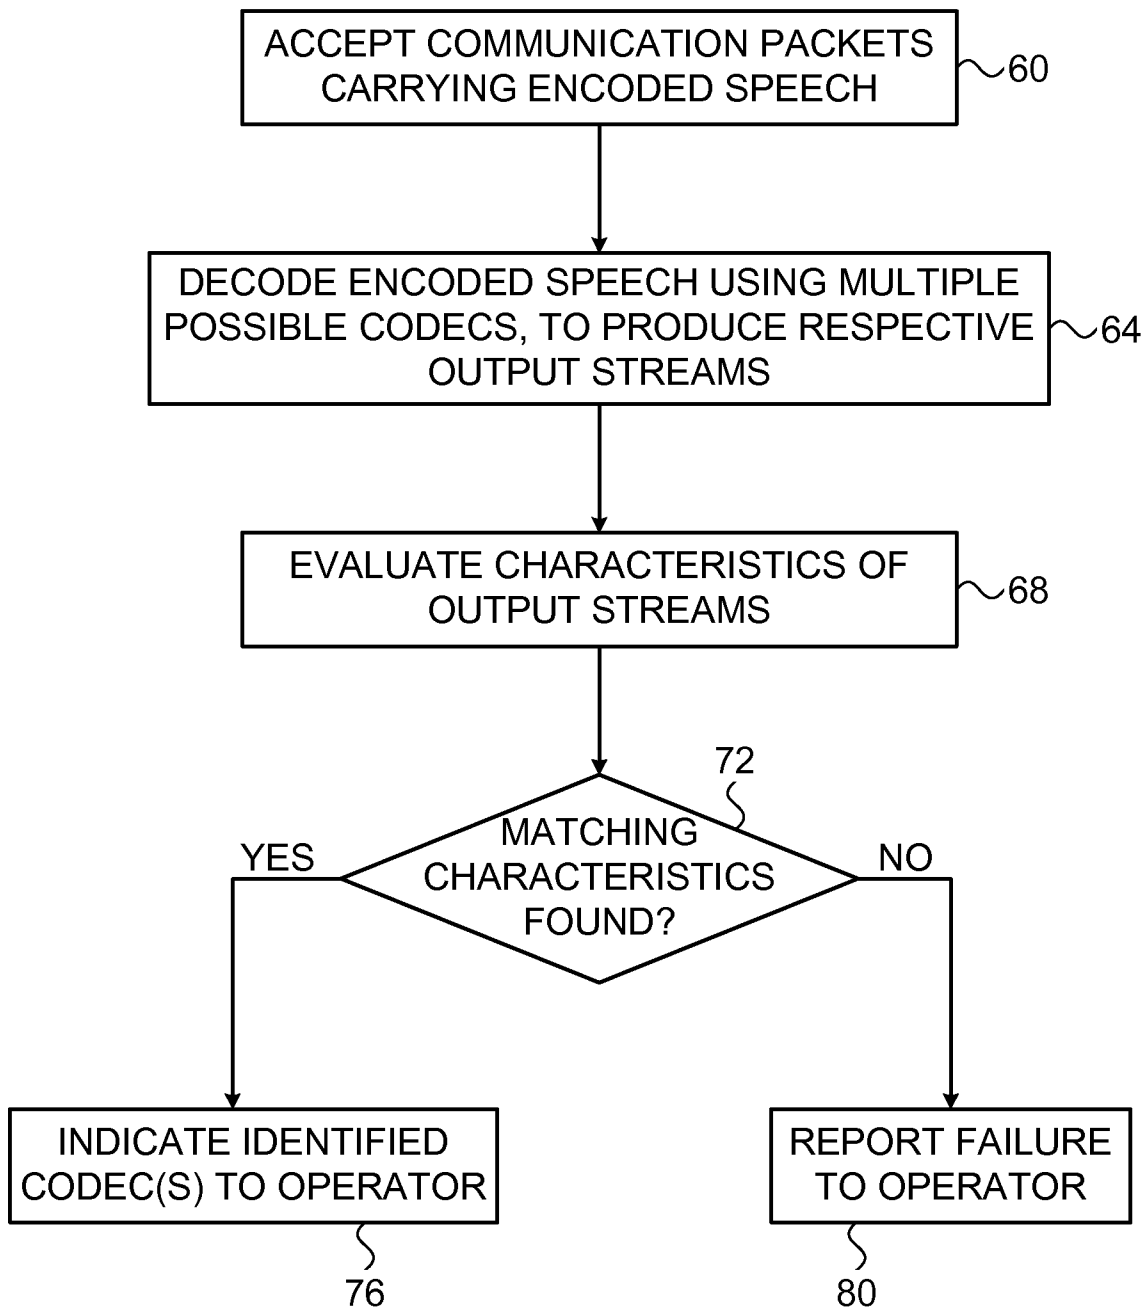 ACCEPT COMMUNICATION PACKETS
CARRYING ENCODED SPEECH
60
DECODE ENCODED SPEECH USING MULTIPLE
POSSIBLE CODECS, TO PRODUCE RESPECTIVE
OUTPUT STREAMS
64
EVALUATE CHARACTERISTICS OF
OUTPUT STREAMS
68
72
MATCHING
CHARACTERISTICS
FOUND?
YES
NO
INDICATE IDENTIFIED
CODEC(S) TO OPERATOR
76
REPORT FAILURE
TO OPERATOR
80